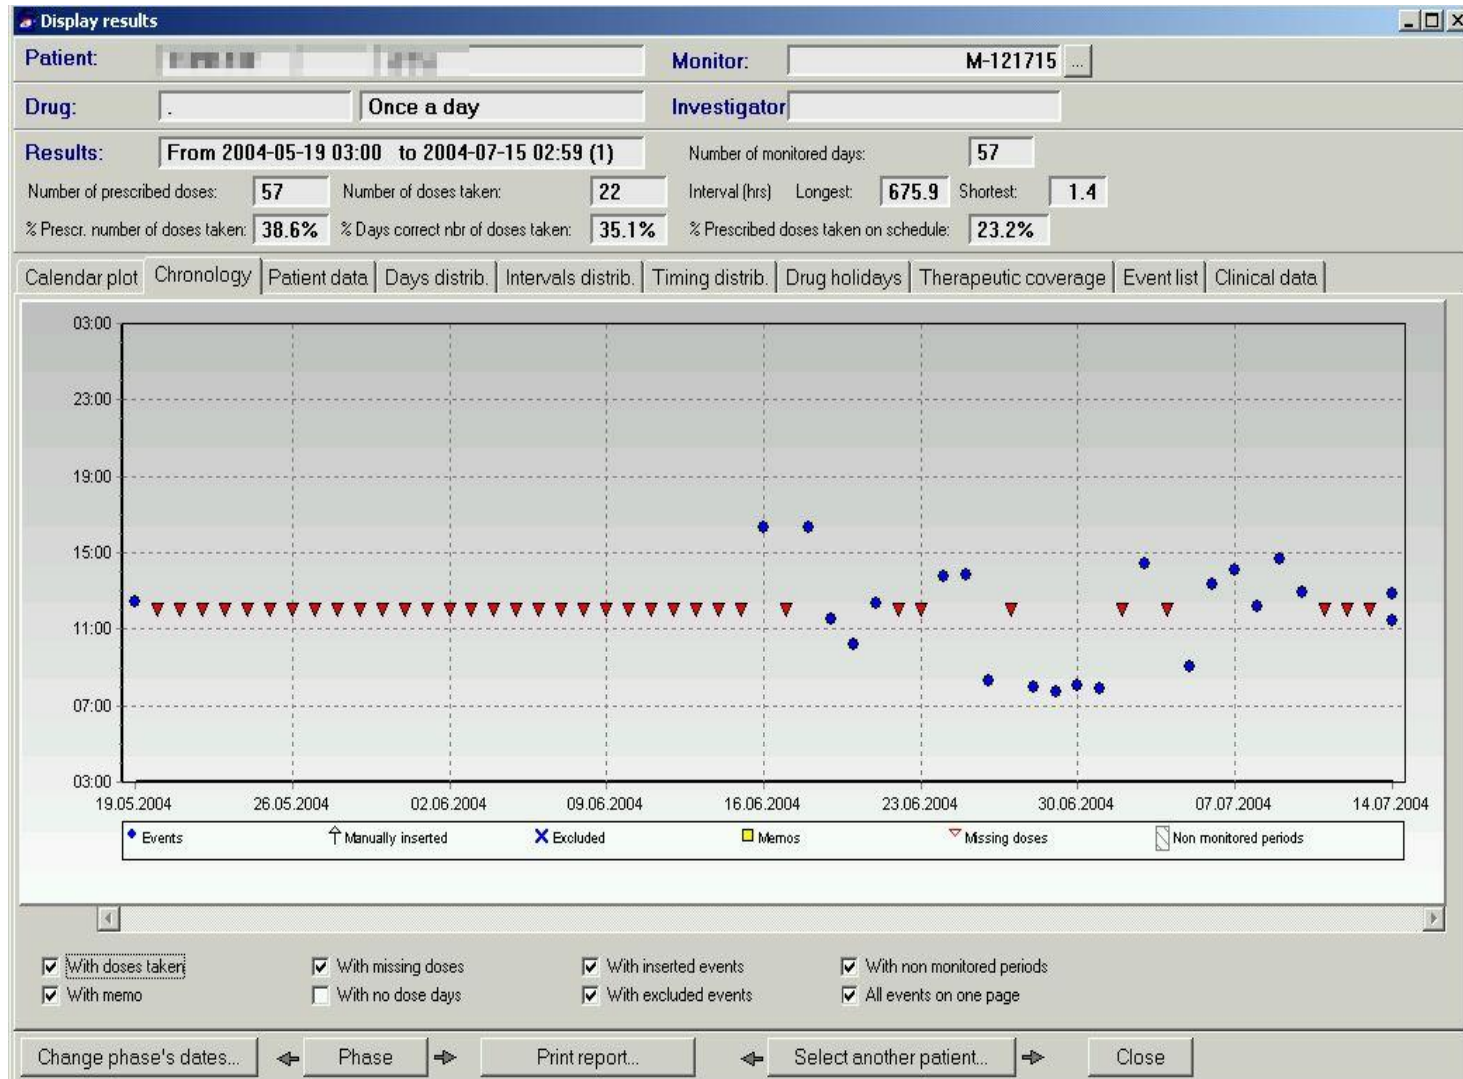 Display results
Patient:
Monitor: M-121715 ...
Drug: . Once a day Investigator
Results: From 2004-05-19 03:00 to 2004-07-15 02:59 (1) Number of monitored days: 57
Number of prescribed doses: 57 Number of doses taken: 22 Interval (hrs) Longest: 675.9 Shortest: 1.4
% Prescr. number of doses taken: 38.6% % Days correct nbr of doses taken: 35.1% % Prescribed doses taken on schedule: 23.2%
Calendar plot Chronology Patient data Days distrib. Intervals distrib. Timing distrib. Drug holidays Therapeutic coverage Event list Clinical data
03:00
23:00
19:00
15:00
11:00
07:00
03:00
19.05.2004 26.05.2004 02.06.2004 09.06.2004 16.06.2004 23.06.2004 30.06.2004 07.07.2004 14.07.2004
Events Manually inserted Excluded Memos Missing doses Non monitored periods
With doses taken With missing doses With inserted events With non monitored periods
With memo With no dose days With excluded events All events on one page
Change phase's dates... Phase Print report... Select another patient... Close